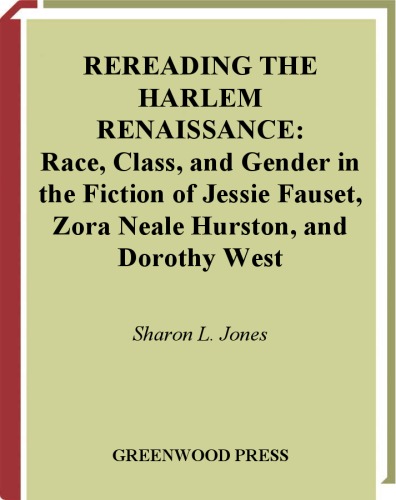 REREADING THE
HARLEM
RENAISSANCE:
Race, Class, and Gender in
the Fiction of Jessie Fauset,
Zora Neale Hurston, and
Dorothy West
Sharon L. Jones
GREENWOOD PRESS